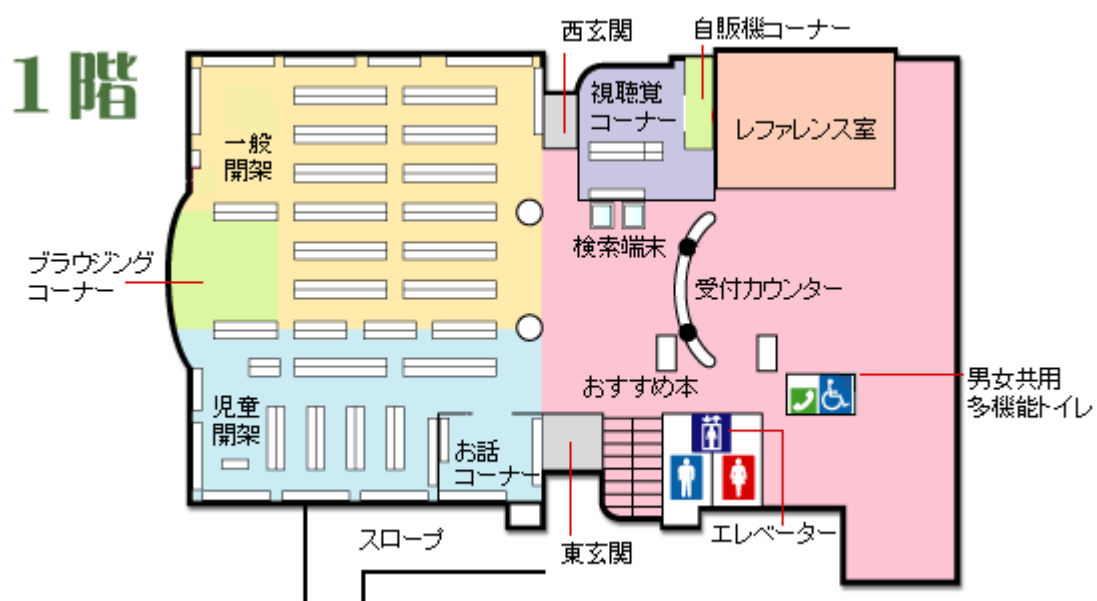 1階
西玄関
自販機コーナー
視聴覚
コーナー
レファレンス室
一般
開架
検索端末
ブラウジング
コーナー
受付カウンター
おすすめ本
男女共用
多機能トイレ
児童
開架
お話
コーナー
スロープ
東玄関
エレベーター